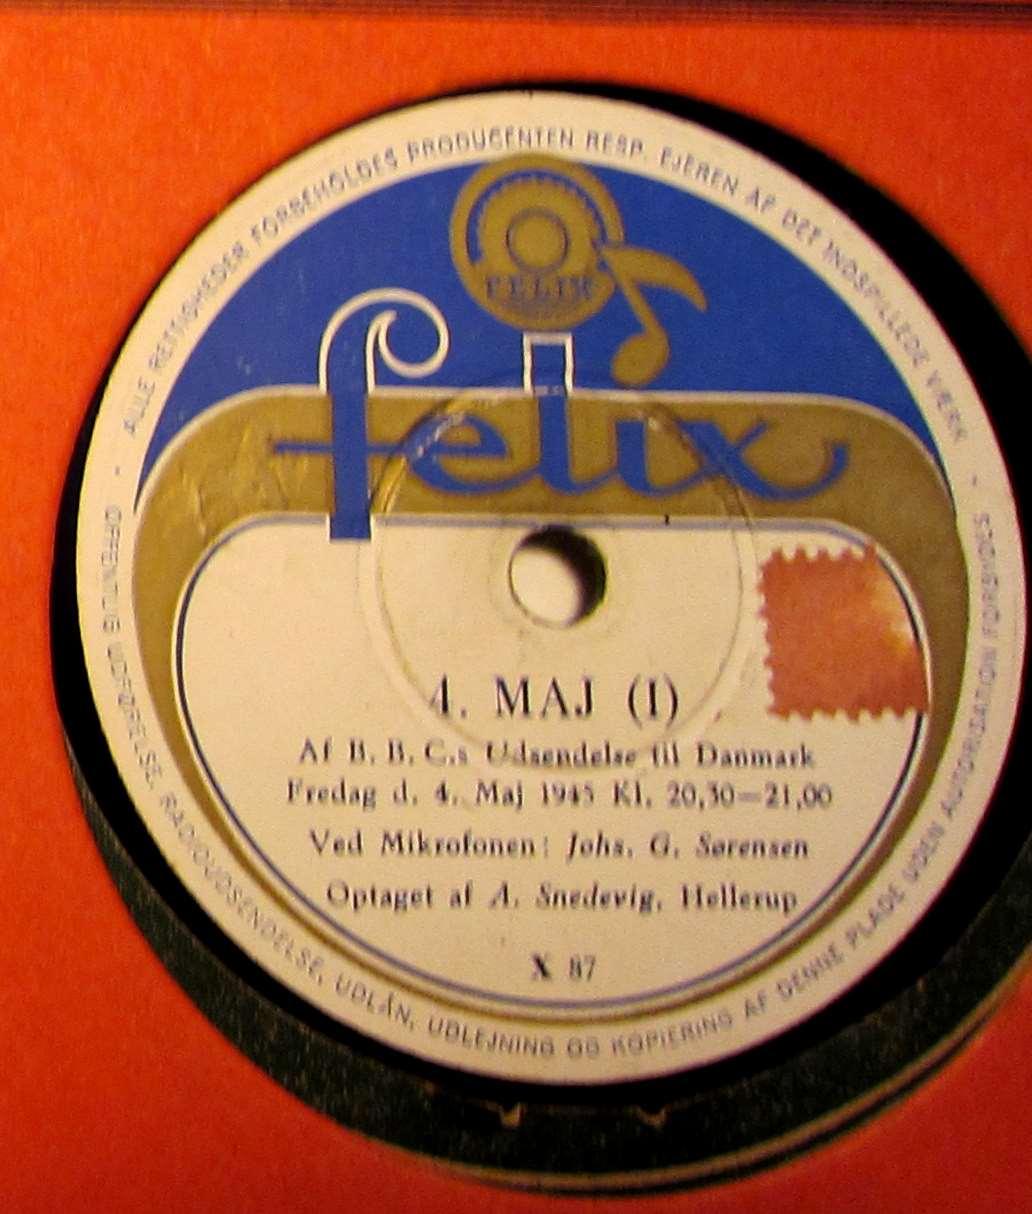 ALLE RETTIGHEDER FORBEHOLDES PRODUCENTEN RESP. EJEREN AF DET INDSPILLEDE VÆRK
FELIX
felix
4. MAJ (I)
Af B. B. C.s Udsendelse til Danmark
Fredag d. 4. Maj 1945 Kl. 20,30—21,00
Ved Mikrofonen: Johs. G. Sørensen
Optaget af A. Snedevig, Hellerup
X 87
OFFENTLIG UDFØRELSE, RADIOUDSENDELSE, UDLÅN, UDLEJNING OG KOPIERING AF DENNE PLADE UDEN AUTORISATION FORBYDES